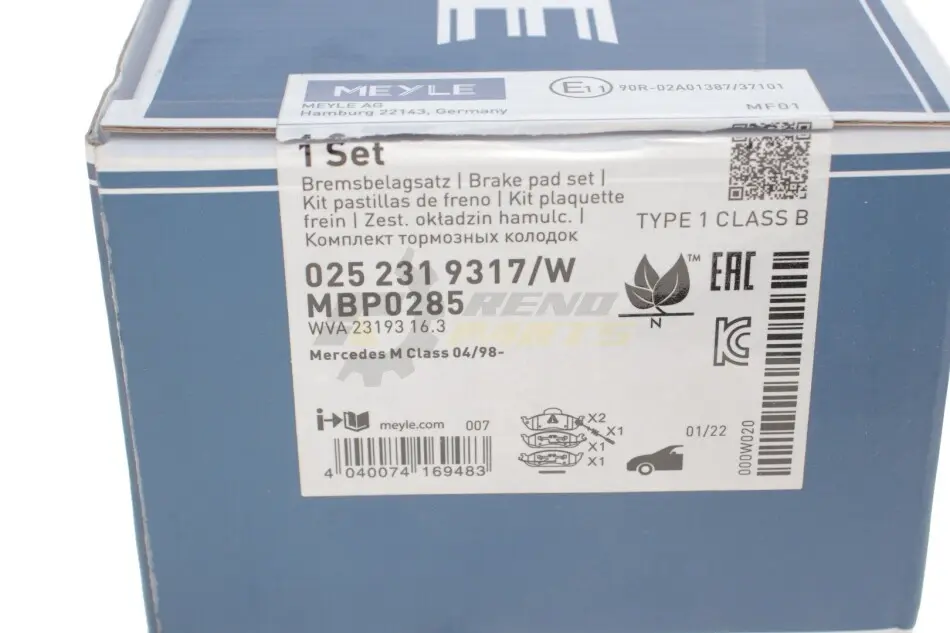 MEYLE
MEYLE AG
Hamburg 22143, Germany
E11 90R-02A01387/37101
MF01
1 Set
Bremsbelagsatz | Brake pad set |
Kit pastillas de freno | Kit plaquette
frein | Zest. okładzin hamulc. |
Комплект тормозных колодок
TYPE 1 CLASS B
025 231 9317/W
MBP0285
WVA 23193 16.3
Mercedes M Class 04/98-
TM
N
EAC
KC
RENO
PARTS
i
meyle.com 007
4 040074 169483
X2
X1
X1
X1
01/22
000W020